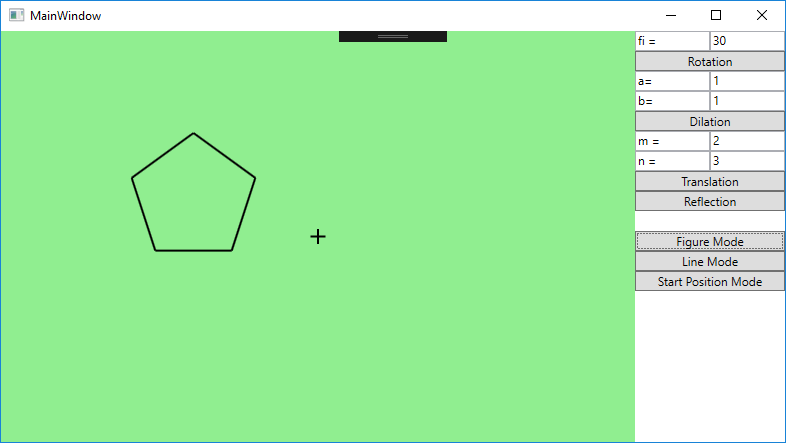 MainWindow
fi = 30
Rotation
a= 1
b= 1
Dilation
m = 2
n = 3
Translation
Reflection
Figure Mode
Line Mode
Start Position Mode